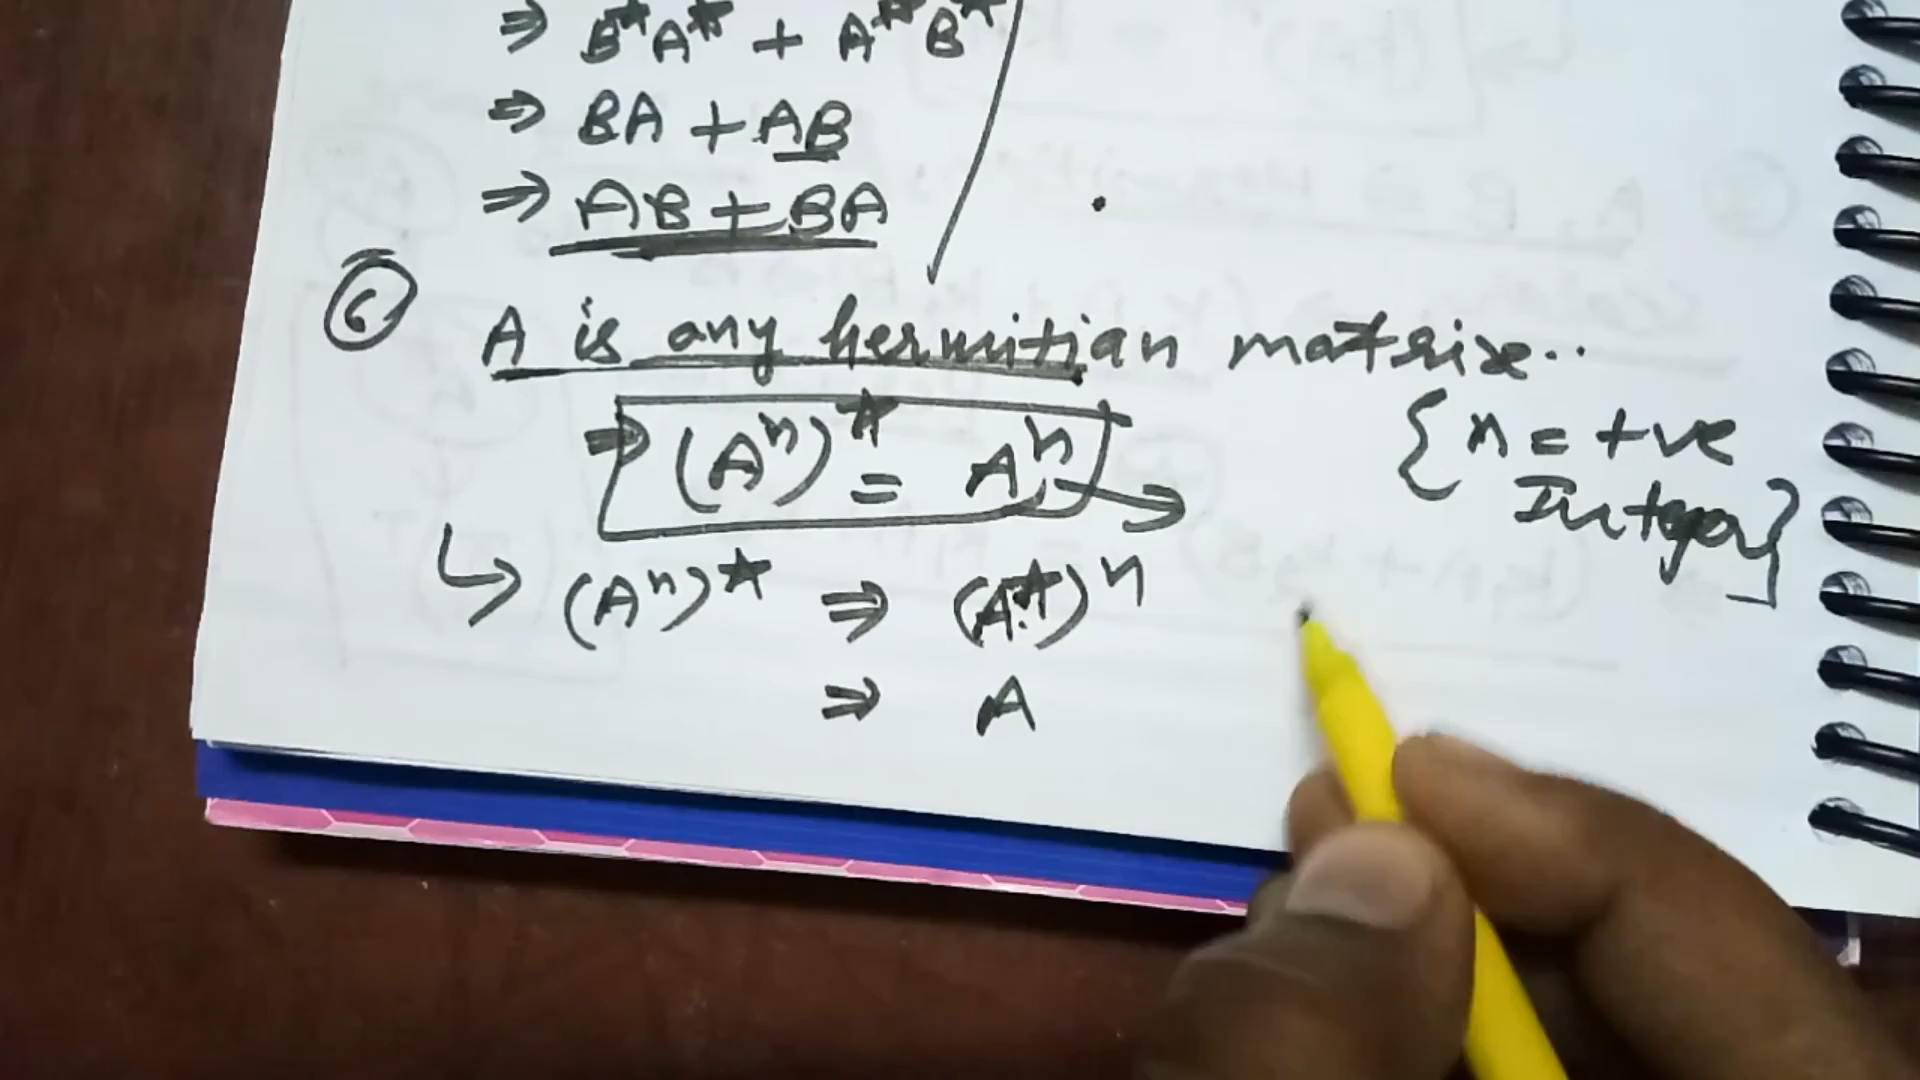 ⇒ B*A* + A*B*
⇒ BA + AB
⇒ AB + BA
6 A is any hermitian matrix..
⇒ (Aⁿ)* = Aⁿ
{n = +ve
Integer}
↳ (Aⁿ)* ⇒ (A*)ⁿ
⇒ A